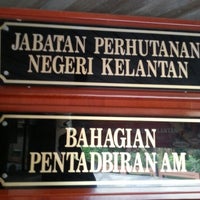 JABATAN PERHUTANAN
NEGERI KELANTAN
BAHAGIAN
PENTADBIRAN AM